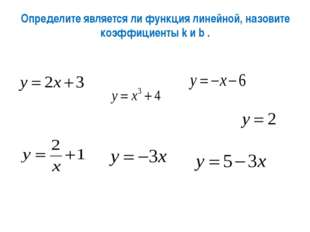 Определите является ли функция линейной, назовите
коэффициенты k и b .
y = 2x + 3
y = x³ + 4
y = −x − 6
y = 2
y = 2/x + 1
y = −3x
y = 5 − 3x